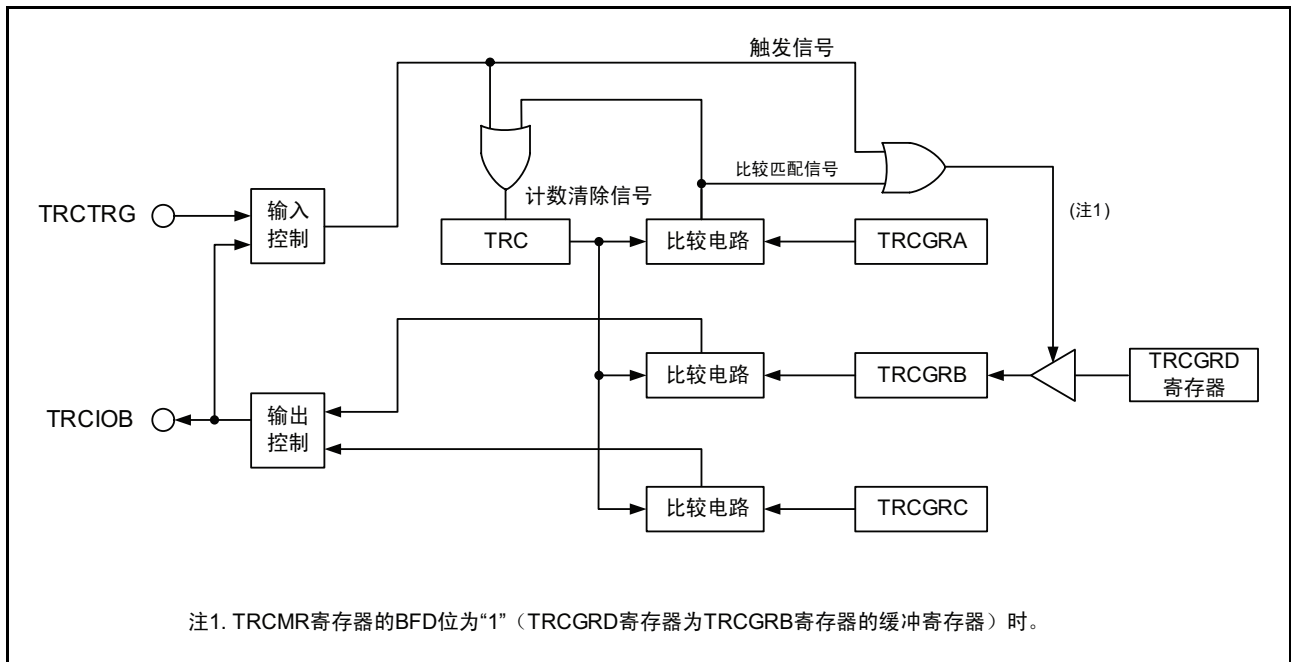 触发信号
比较匹配信号
计数清除信号
(注1)
TRCTRG
输入
控制
TRC
比较电路
TRCGRA
比较电路
TRCGRB
TRCGRD
寄存器
TRCIOB
输出
控制
比较电路
TRCGRC
注1. TRCMR寄存器的BFD位为“1”（TRCGRD寄存器为TRCGRB寄存器的缓冲寄存器）时。